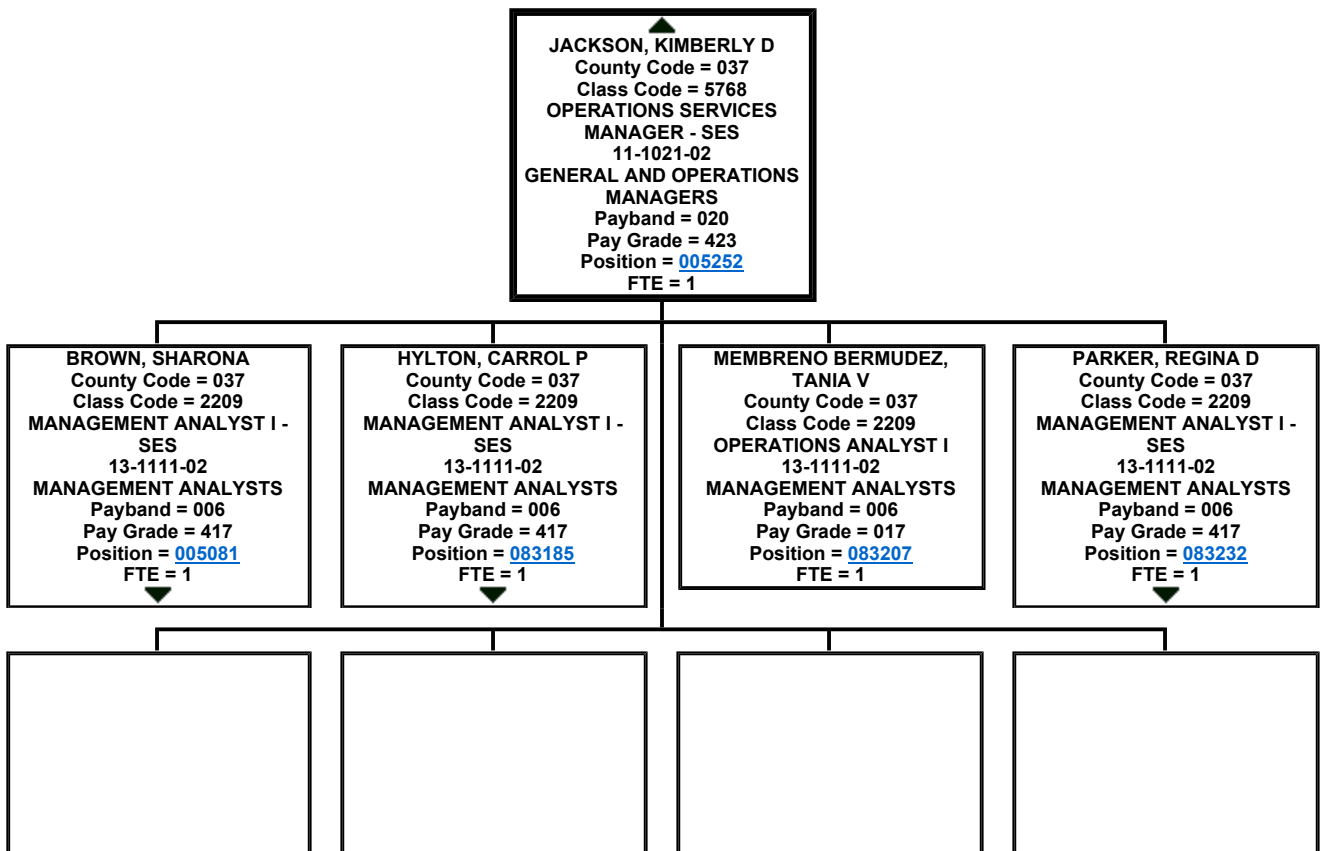 JACKSON, KIMBERLY D
County Code = 037
Class Code = 5768
OPERATIONS SERVICES
MANAGER - SES
11-1021-02
GENERAL AND OPERATIONS
MANAGERS
Payband = 020
Pay Grade = 423
Position = 005252
FTE = 1
BROWN, SHARONA
County Code = 037
Class Code = 2209
MANAGEMENT ANALYST I -
SES
13-1111-02
MANAGEMENT ANALYSTS
Payband = 006
Pay Grade = 417
Position = 005081
FTE = 1
HYLTON, CARROL P
County Code = 037
Class Code = 2209
MANAGEMENT ANALYST I -
SES
13-1111-02
MANAGEMENT ANALYSTS
Payband = 006
Pay Grade = 417
Position = 083185
FTE = 1
MEMBRENO BERMUDEZ,
TANIA V
County Code = 037
Class Code = 2209
OPERATIONS ANALYST I
13-1111-02
MANAGEMENT ANALYSTS
Payband = 006
Pay Grade = 017
Position = 083207
FTE = 1
PARKER, REGINA D
County Code = 037
Class Code = 2209
MANAGEMENT ANALYST I -
SES
13-1111-02
MANAGEMENT ANALYSTS
Payband = 006
Pay Grade = 417
Position = 083232
FTE = 1